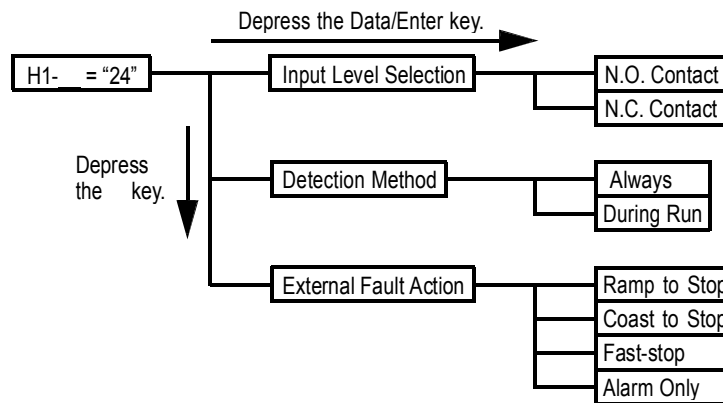 Depress the Data/Enter key.
H1-__ = “24”
Input Level Selection
N.O. Contact
N.C. Contact
Depress
the key.
Detection Method
Always
During Run
External Fault Action
Ramp to Stop
Coast to Stop
Fast-stop
Alarm Only